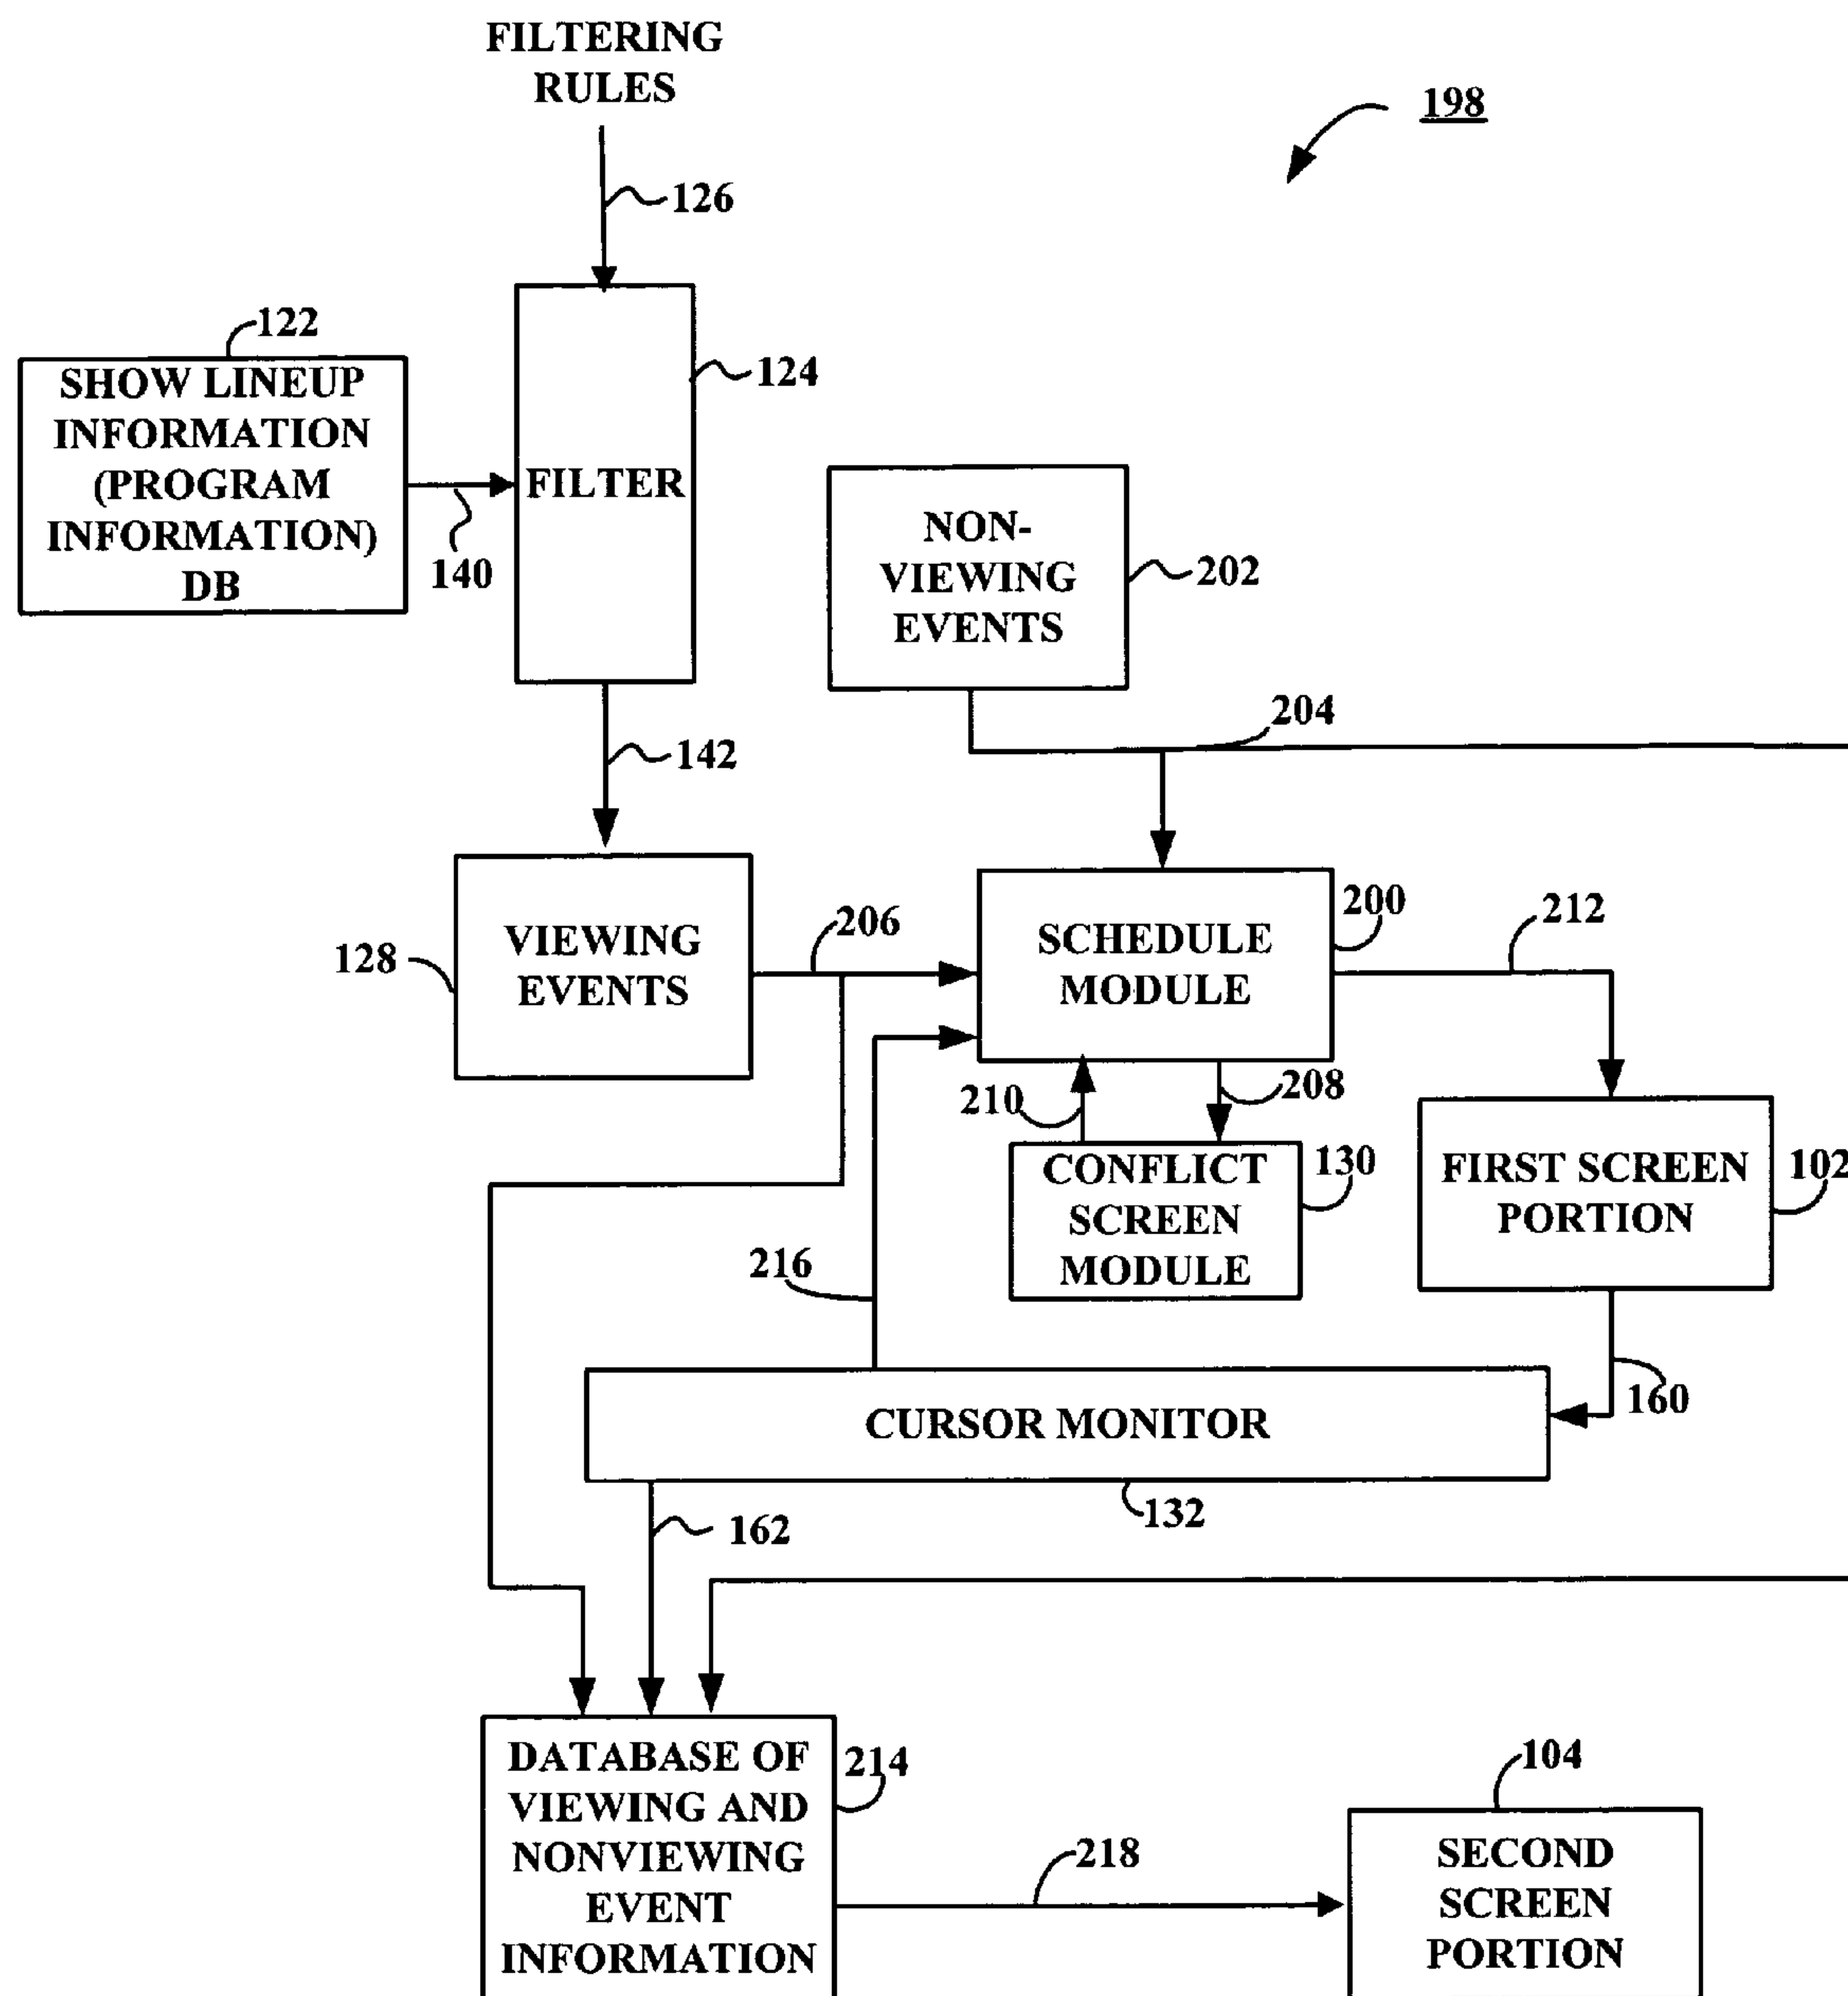 FILTERING
RULES
198
126
122
SHOW LINEUP
INFORMATION
(PROGRAM
INFORMATION)
DB
140
124
FILTER
NON-
VIEWING
EVENTS
202
204
142
128
VIEWING
EVENTS
206
SCHEDULE
MODULE
200
212
210
208
CONFLICT
SCREEN
MODULE
130
FIRST SCREEN
PORTION
102
216
160
CURSOR MONITOR
132
162
DATABASE OF
VIEWING AND
NONVIEWING
EVENT
INFORMATION
214
218
104
SECOND
SCREEN
PORTION